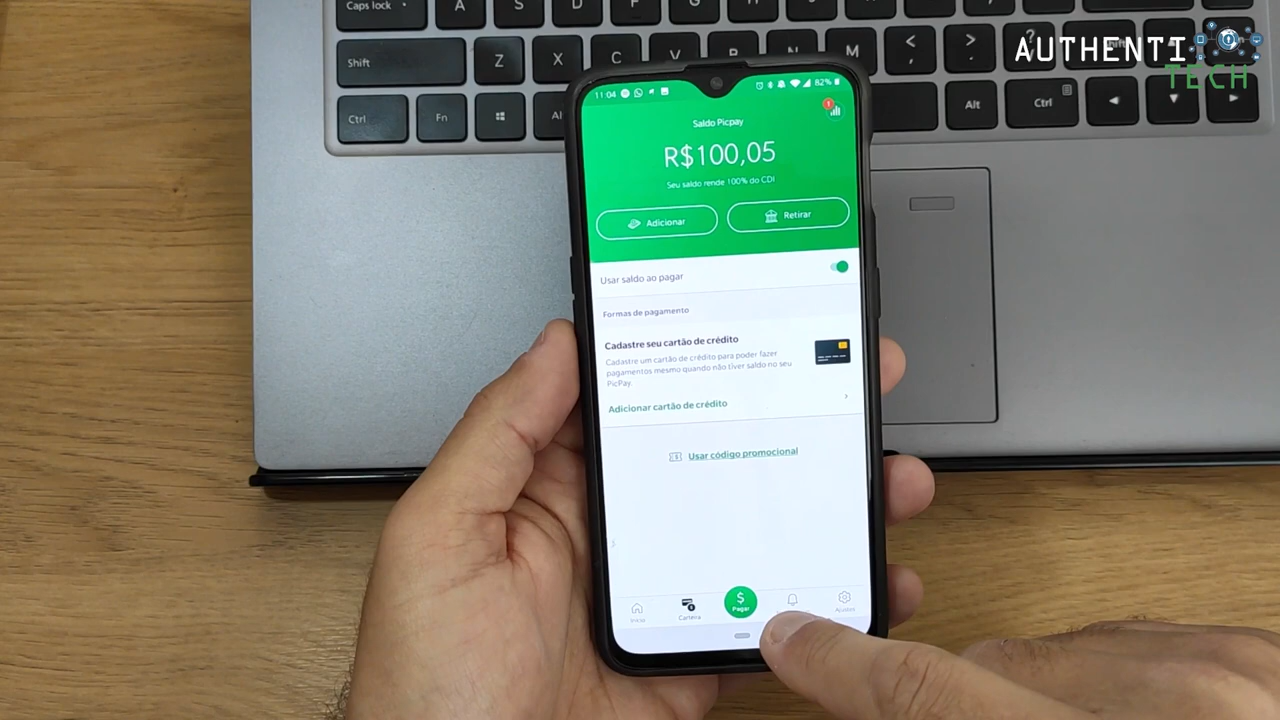 Caps lock
A
S
D
F
G
H
Shift
Z
X
C
V
B
N
M
<
,
>
.
?
Ctrl
Fn
Alt
Ctrl
AUTHENTI
TECH
11:04
82%
1
Saldo Picpay
R$100,05
Seu saldo rende 100% do CDI
Adicionar
Retirar
Usar saldo ao pagar
Formas de pagamento
Cadastre seu cartão de crédito
Cadastre um cartão de crédito para poder fazer
pagamentos mesmo quando não tiver saldo no seu
PicPay.
Adicionar cartão de crédito
Usar código promocional
$
Pagar
Início
Carteira
Ajustes